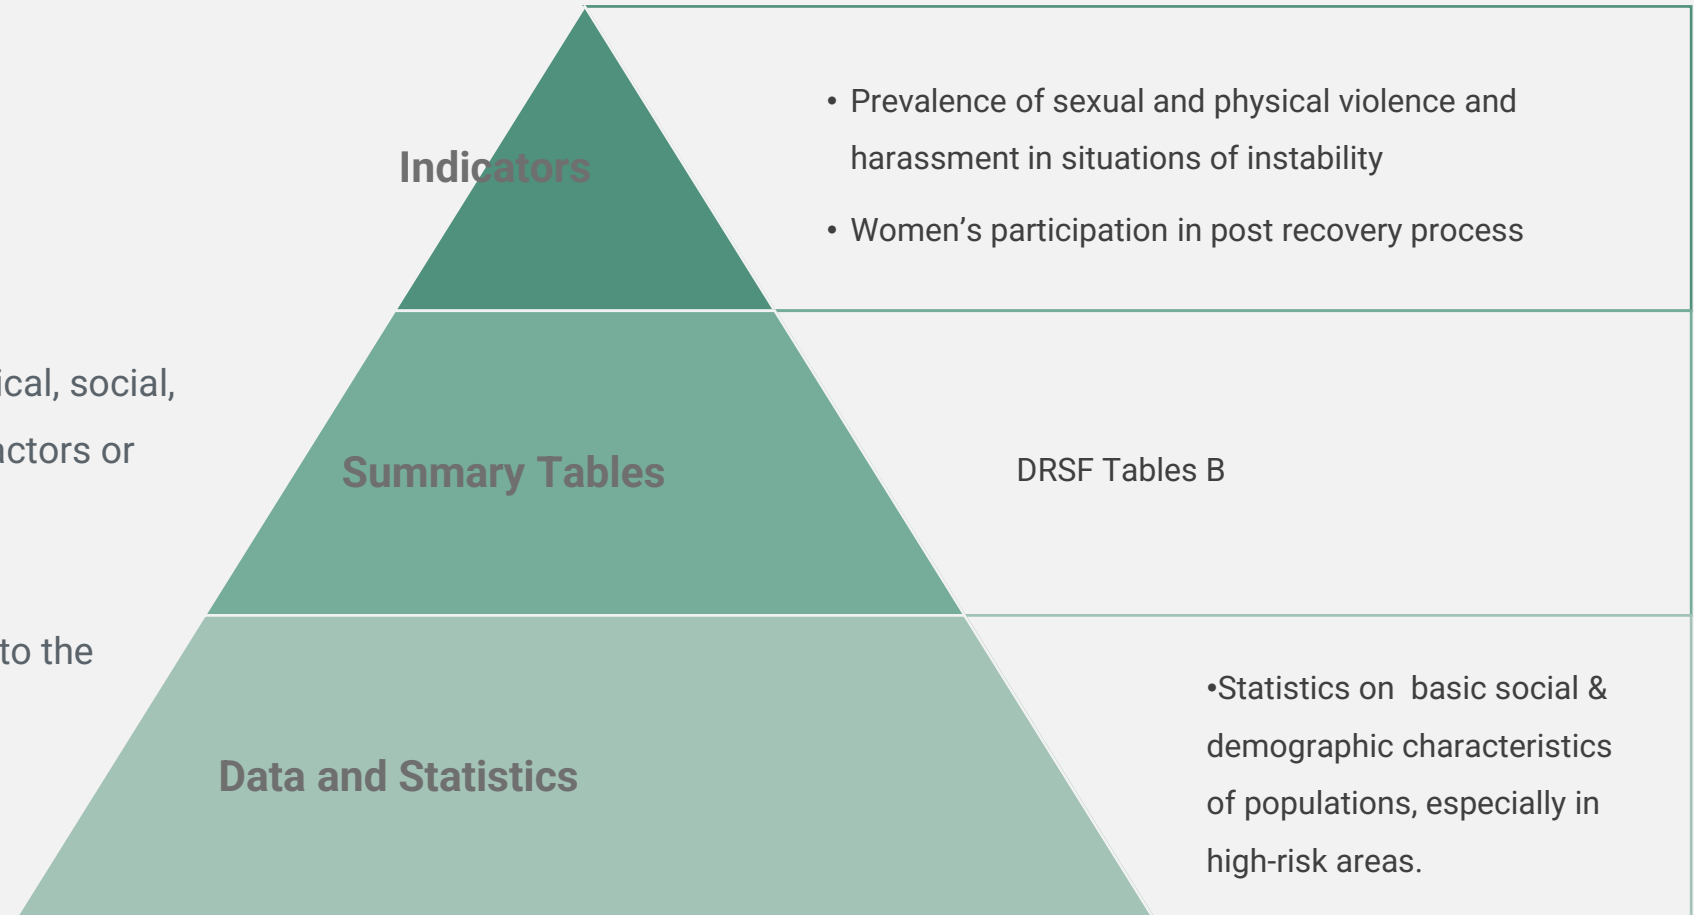 • Prevalence of sexual and physical violence and
harassment in situations of instability
Indicators
• Women’s participation in post recovery process
social,
or
Summary Tables
DRSF Tables B
to the
•Statistics on basic social &
demographic characteristics
Data and Statistics
of populations, especially in
high-risk areas.